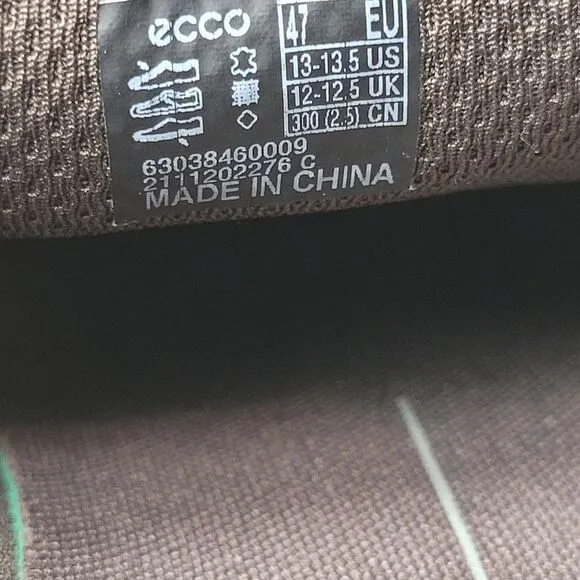 ecco
47 EU
13-13.5 US
12-12.5 UK
300 (2.5) CN
63038460009
2111202276 C
MADE IN CHINA